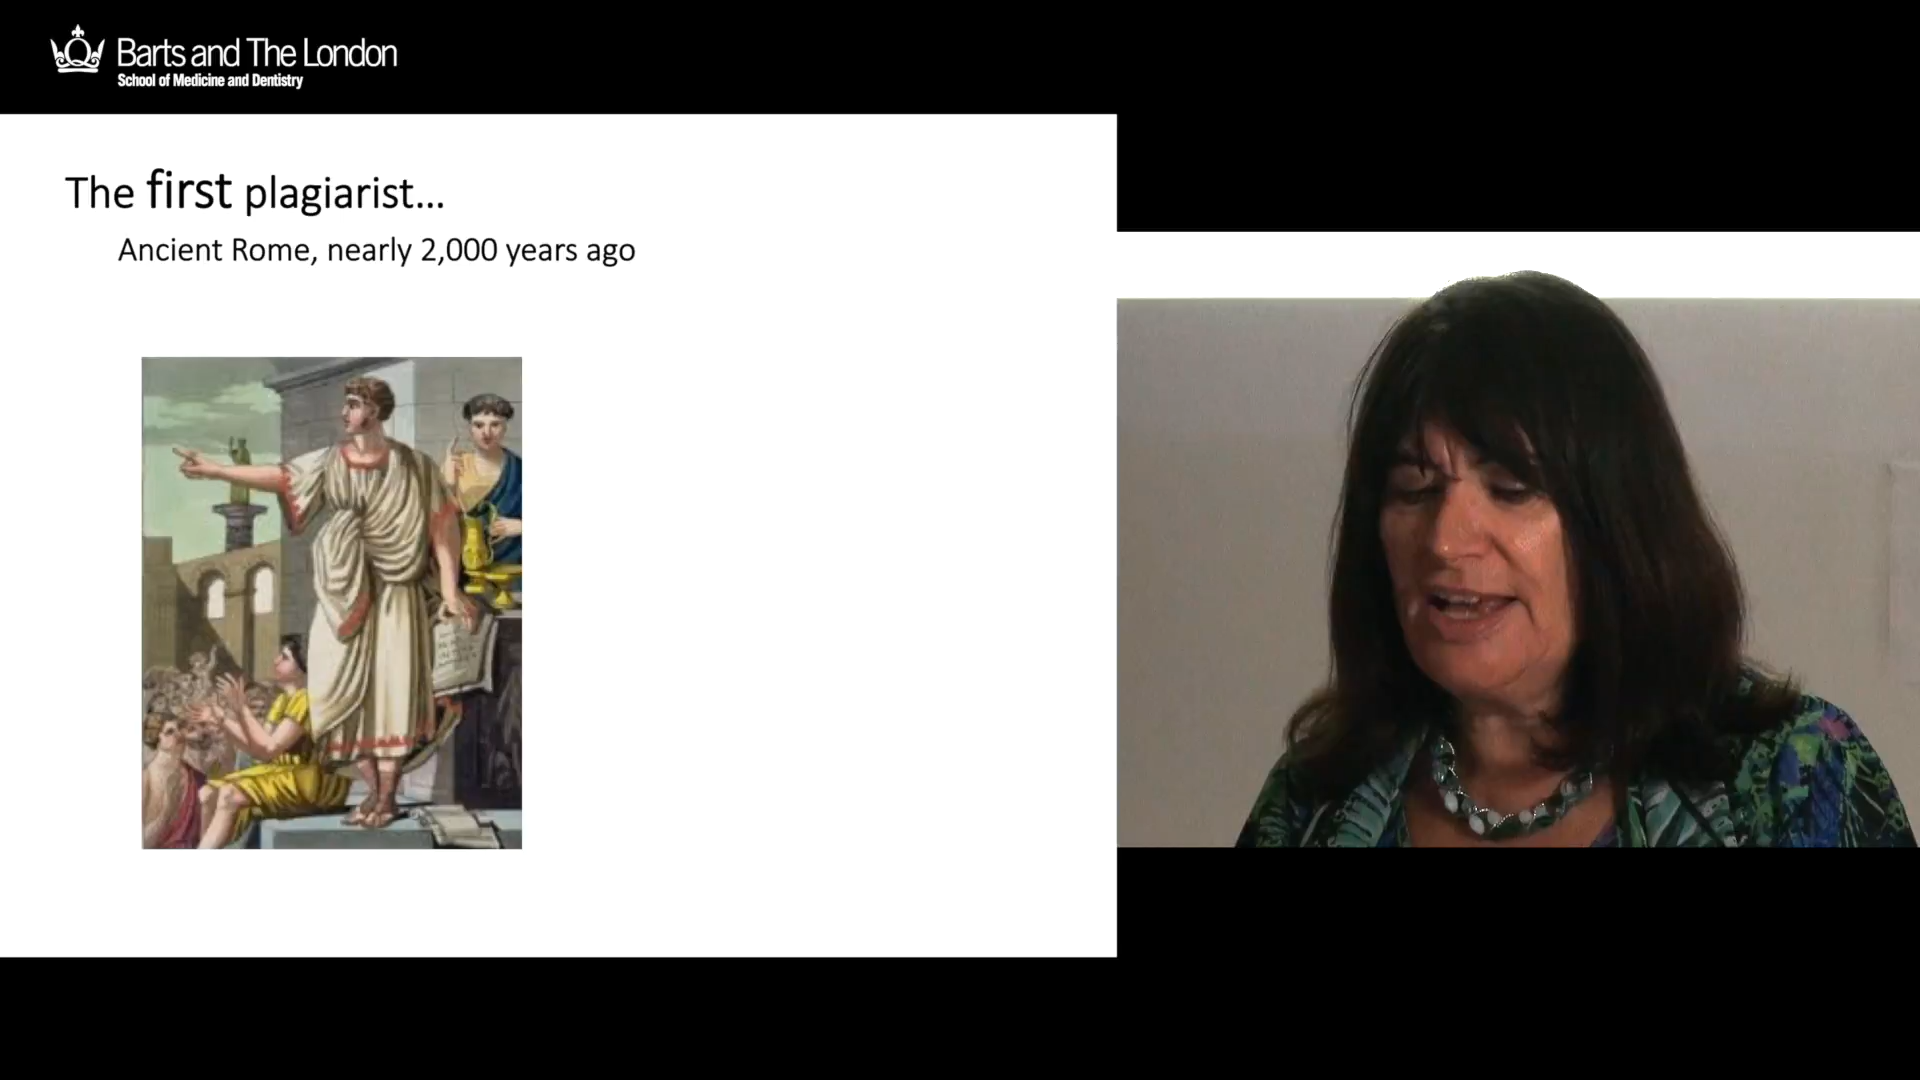 Barts and The London
School of Medicine and Dentistry
The first plagiarist...
Ancient Rome, nearly 2,000 years ago